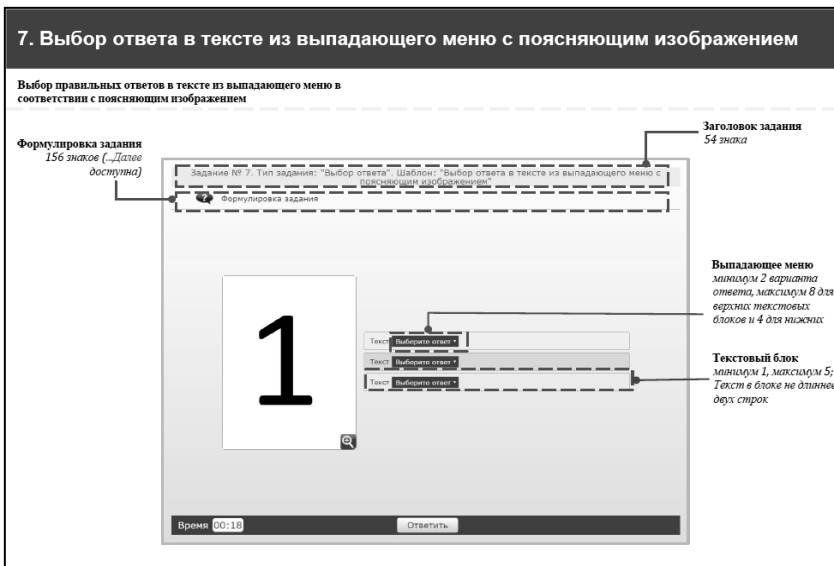 7. Выбор ответа в тексте из выпадающего меню с поясняющим изображением
Выбор правильных ответов в тексте из выпадающего меню в
соответствии с поясняющим изображением
Заголовок задания
54 знака
Формулировка задания
156 знаков (...Далее
доступна)
Задание № 7. Тип задания: "Выбор ответа". Шаблон: "Выбор ответа в тексте из выпадающего меню с
поясняющим изображением"
? Формулировка задания
Выпадающее меню
минимум 2 варианта
ответа, максимум 8 для
верхних текстовых
блоков и 4 для нижних
1
Текст Выберите ответ
Текст Выберите ответ
Текст Выберите ответ
Текстовый блок
минимум 1, максимум 5;
Текст в блоке не длиннее
двух строк
Время 00:18
Ответить